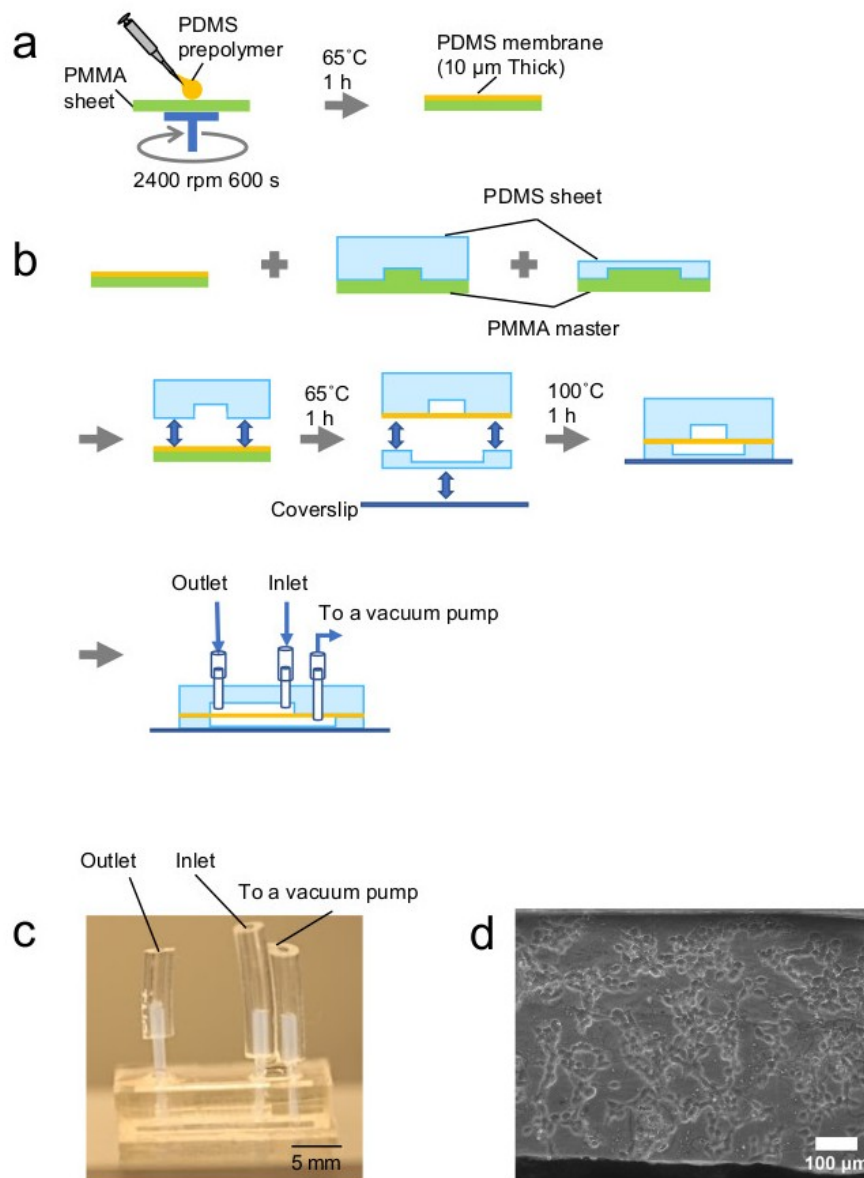 a
PDMS
prepolymer
PMMA
sheet
2400 rpm 600 s
65˚C
1 h
PDMS membrane
(10 µm Thick)
b
PDMS sheet
PMMA master
65˚C
1 h
100˚C
1 h
Coverslip
Outlet
Inlet
To a vacuum pump
c
Outlet
Inlet
To a vacuum pump
5 mm
d
100 µm